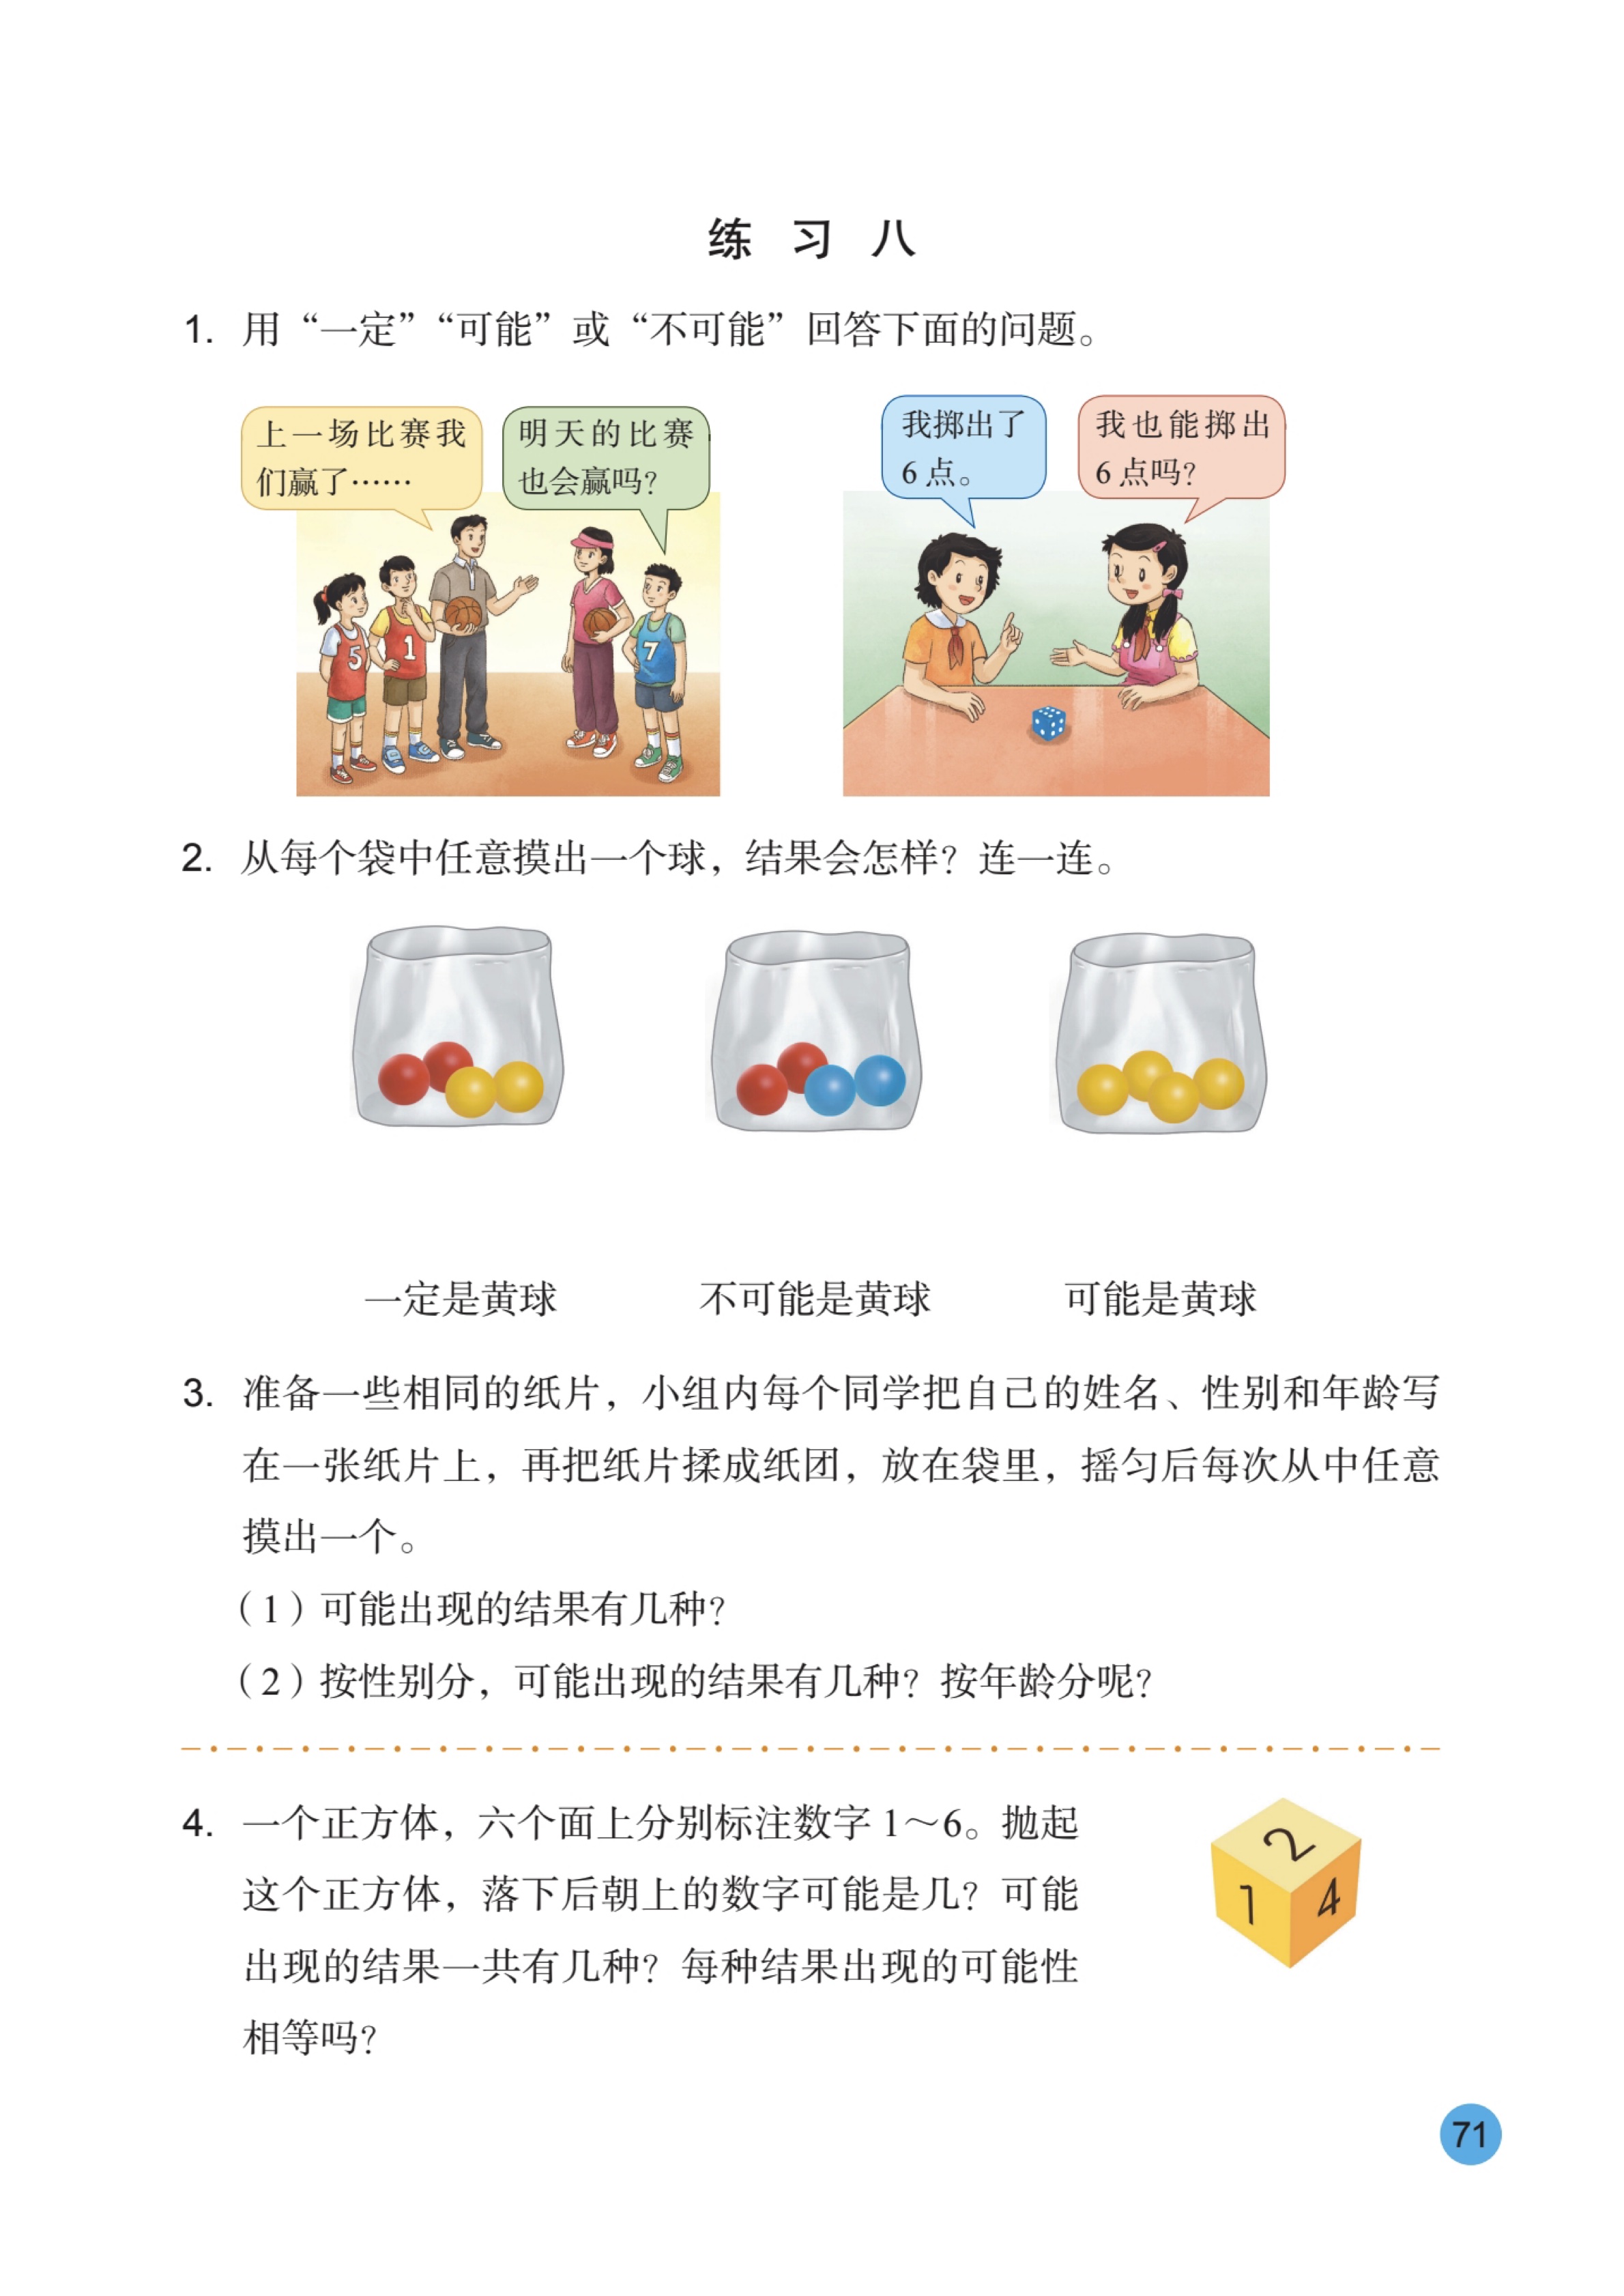 练习八
1. 用“一定”“可能”或“不可能”回答下面的问题。
上一场比赛我
们赢了……
明天的比赛
也会赢吗？
我掷出了
6 点。
我也能掷出
6 点吗？
5
1
7
2. 从每个袋中任意摸出一个球，结果会怎样？连一连。
一定是黄球
不可能是黄球
可能是黄球
3. 准备一些相同的纸片，小组内每个同学把自己的姓名、性别和年龄写
在一张纸片上，再把纸片揉成纸团，放在袋里，摇匀后每次从中任意
摸出一个。
（1）可能出现的结果有几种？
（2）按性别分，可能出现的结果有几种？按年龄分呢？
4. 一个正方体，六个面上分别标注数字 1～6。抛起
这个正方体，落下后朝上的数字可能是几？可能
出现的结果一共有几种？每种结果出现的可能性
相等吗？
2
1
4
71